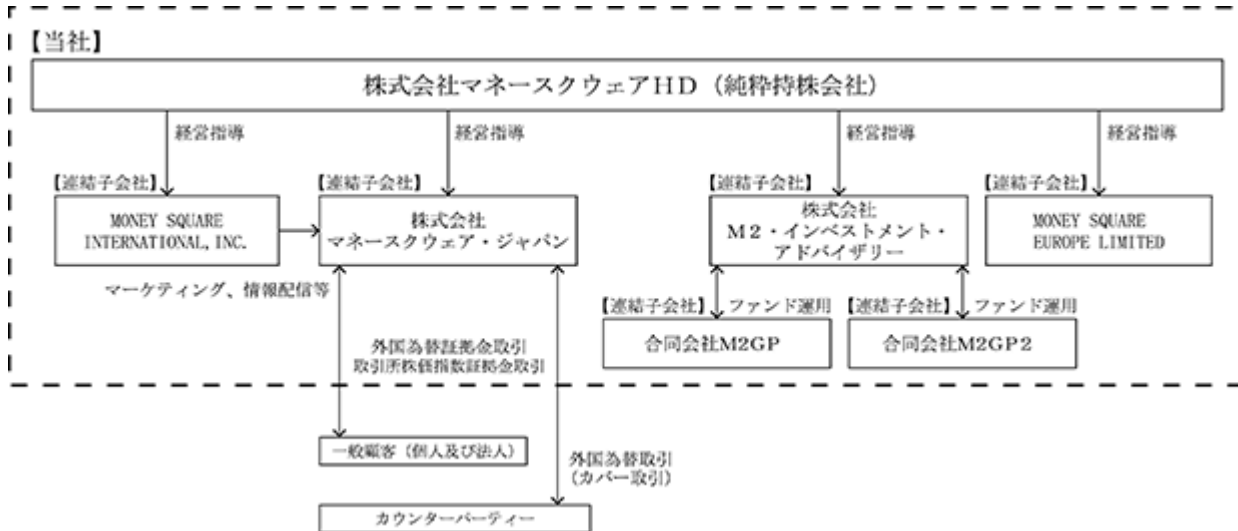 【当社】
株式会社マネースクウェアHD（純粋持株会社）
経営指導
経営指導
経営指導
経営指導
【連結子会社】
【連結子会社】
【連結子会社】
【連結子会社】
MONEY SQUARE
INTERNATIONAL, INC.
株式会社
マネースクウェア・ジャパン
株式会社
M2・インベストメント・
アドバイザリー
MONEY SQUARE
EUROPE LIMITED
マーケティング、情報配信等
【連結子会社】
ファンド運用
【連結子会社】
ファンド運用
合同会社M2GP
合同会社M2GP2
外国為替証拠金取引
取引所株価指数証拠金取引
一般顧客（個人及び法人）
外国為替取引
（カバー取引）
カウンターパーティー